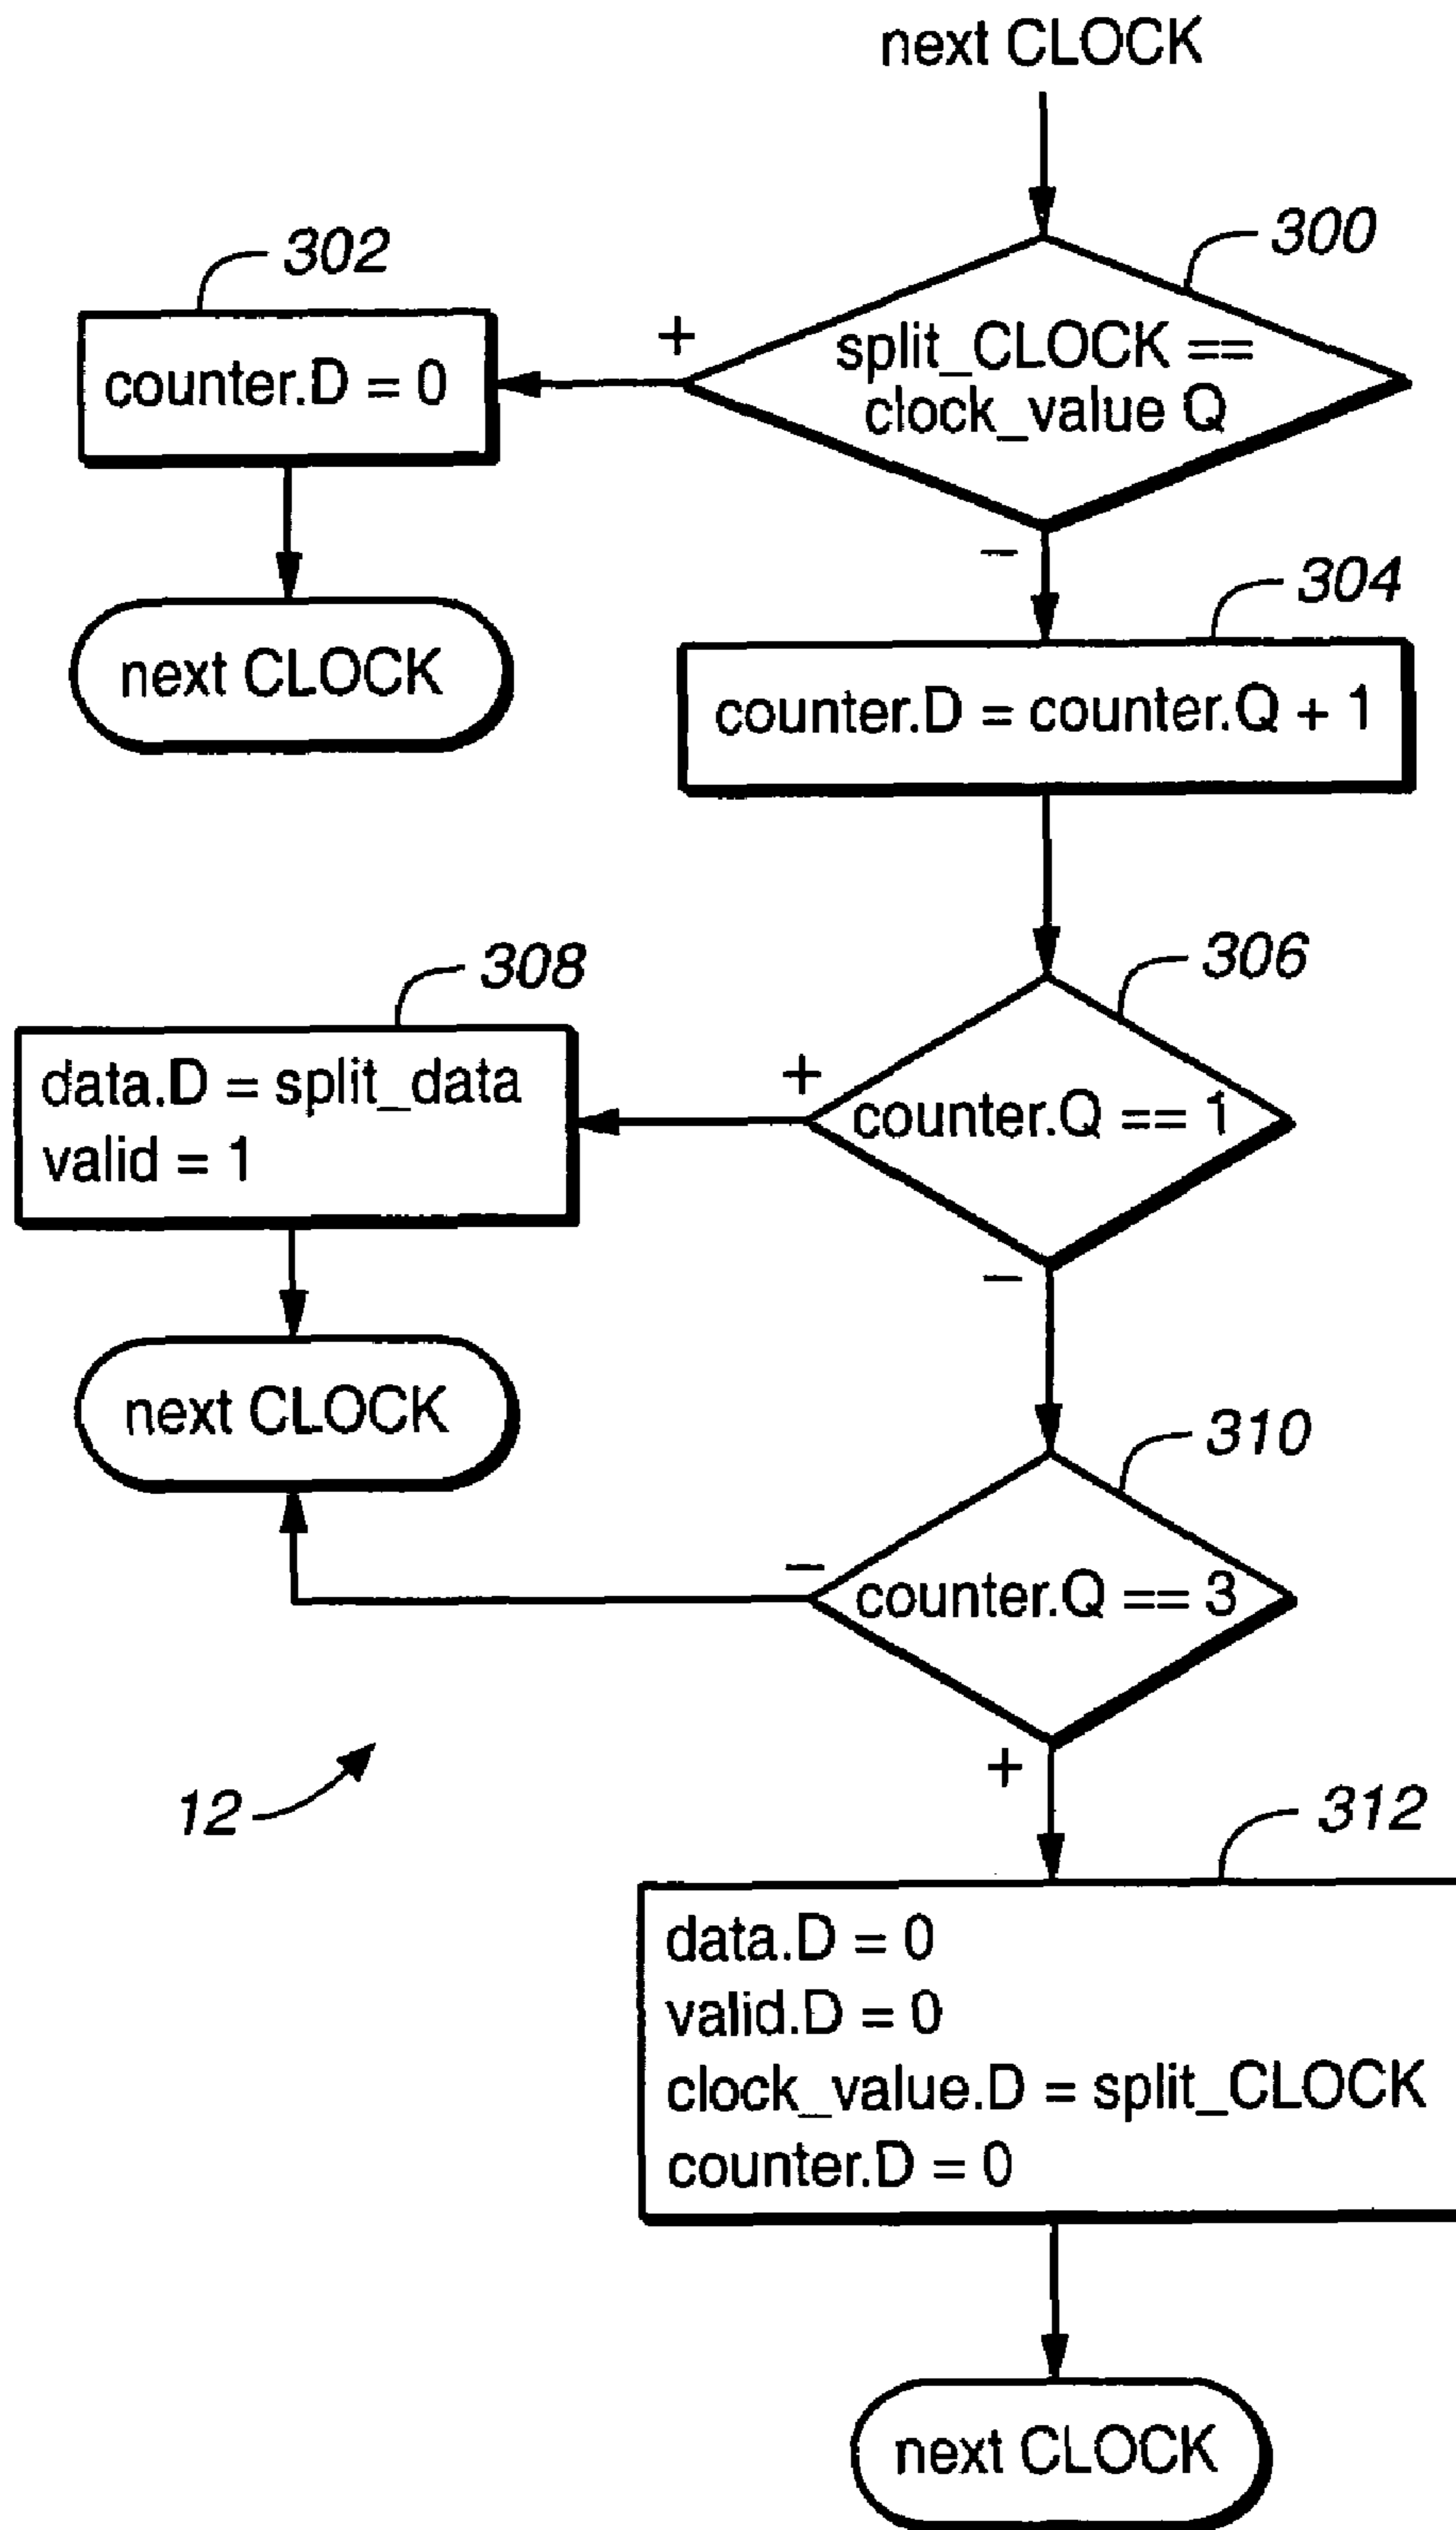 next CLOCK
300
302
+
split_CLOCK ==
clock_value Q
counter.D = 0
–
304
next CLOCK
counter.D = counter.Q + 1
306
308
+
data.D = split_data
valid = 1
counter.Q == 1
–
next CLOCK
310
–
counter.Q == 3
+
12
312
data.D = 0
valid.D = 0
clock_value.D = split_CLOCK
counter.D = 0
next CLOCK